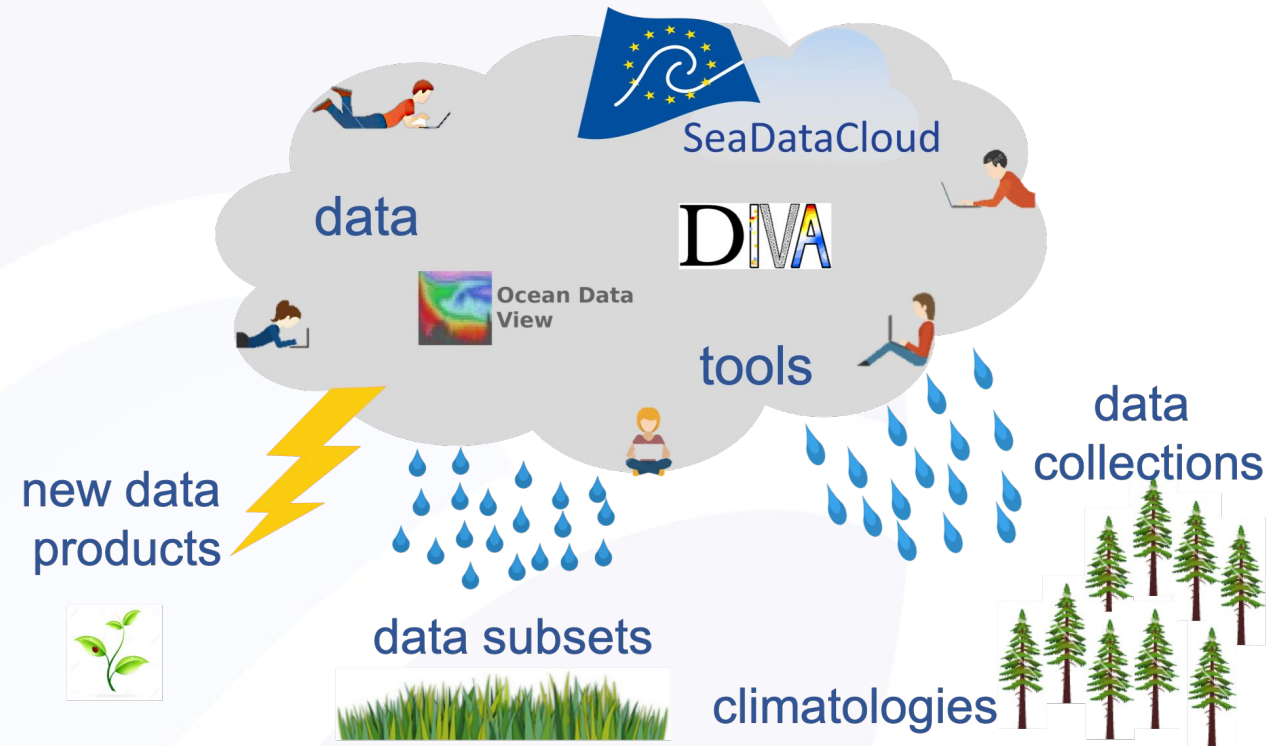 SeaDataCloud
data
DIVA
Ocean Data
View
tools
data
collections
new data
products
data subsets
climatologies